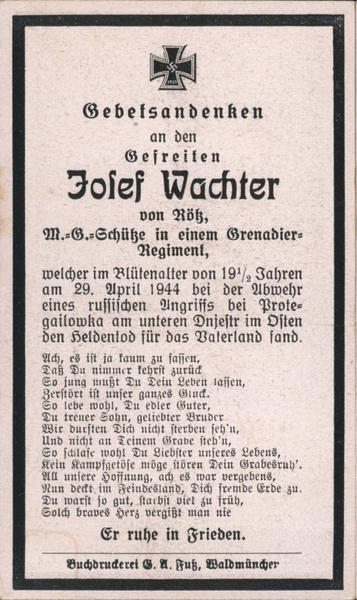 Gebetsandenken
an den
Gefreiten
Josef Wachter
von Rötz,
M.=G.=Schütze in einem Grenadier=
Regiment,
welcher im Blütenalter von 19½ Jahren
am 29. April 1944 bei der Abwehr
eines russischen Angriffs bei Prote=
gailowka am unteren Dnjestr im Osten
den Heldentod für das Vaterland fand.
Ach, es ist ja kaum zu fassen,
Daß Du nimmer kehrst zurück
So jung mußt Du Dein Leben lassen,
Zerstört ist unser ganzes Glück.
So lebe wohl, Du edler Guter,
Du treuer Sohn, geliebter Bruder
Wir durften Dich nicht sterben seh'n,
Und nicht an Deinem Grabe steh'n,
So schlafe wohl Du Liebster unseres Lebens,
Kein Kampfgetöse möge stören Dein Grabesruh'.
All unsere Hoffnung, ach es war vergebens,
Nun deckt im Feindesland, Dich fremde Erde zu.
Du warst so gut, starbst viel zu früh,
Solch braves Herz vergißt man nie
Er ruhe in Frieden.
Buchdruckerei G. A. Fuß, Waldmünchen